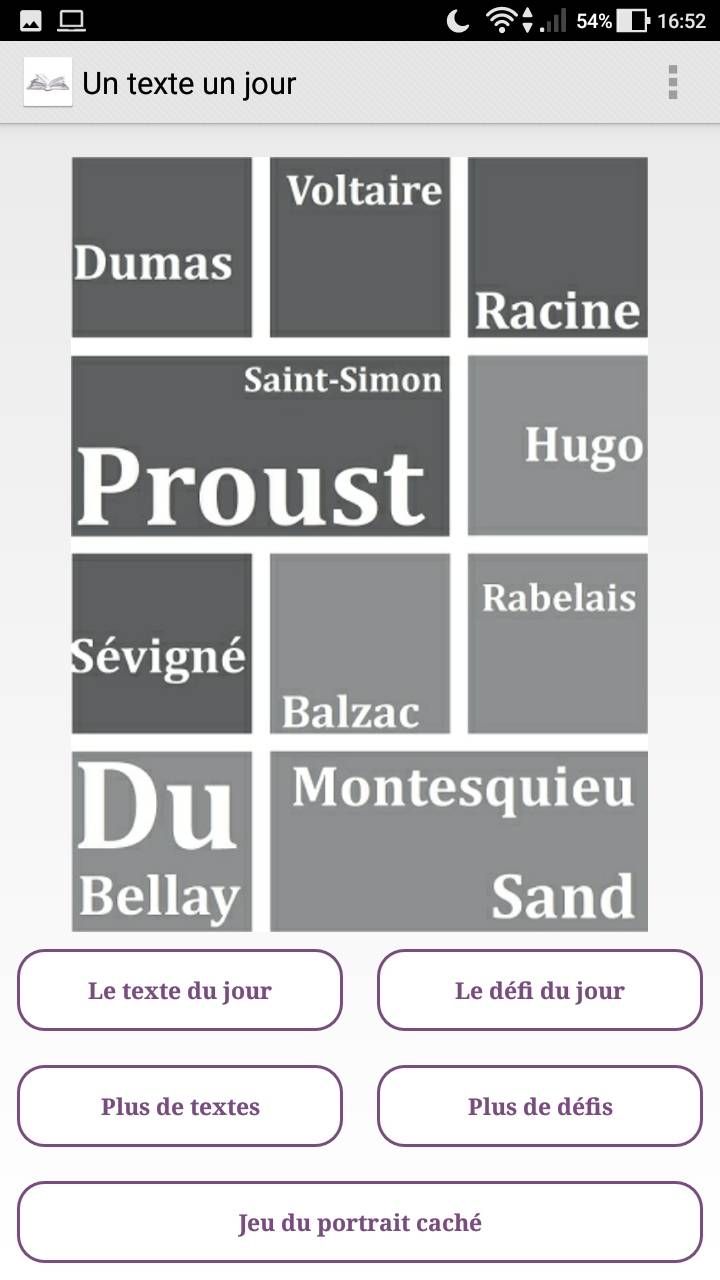 54% 16:52
Un texte un jour
Voltaire
Dumas
Racine
Saint-Simon
Hugo
Proust
Rabelais
Sévigné
Balzac
Du
Bellay
Montesquieu
Sand
Le texte du jour
Le défi du jour
Plus de textes
Plus de défis
Jeu du portrait caché